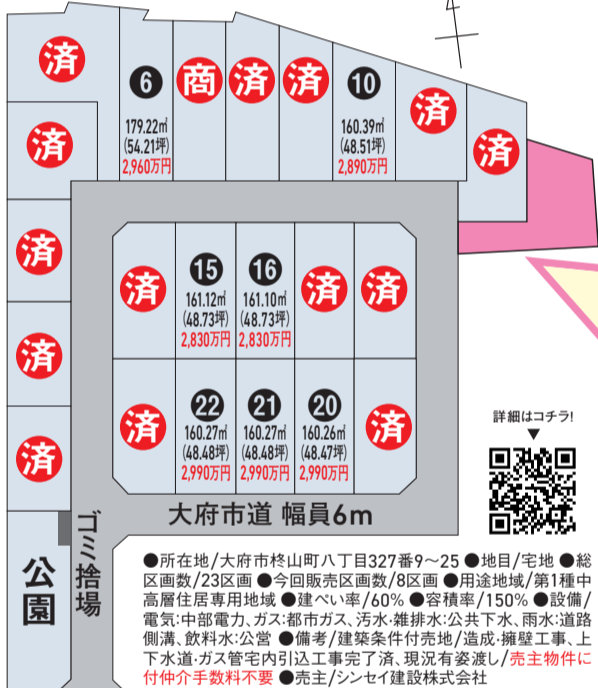 済
6
179.22㎡
(54.21坪)
2,960万円
商
済
済
10
160.39㎡
(48.51坪)
2,890万円
済
済
済
済
済
済
済
15
161.12㎡
(48.73坪)
2,830万円
16
161.10㎡
(48.73坪)
2,830万円
済
済
済
22
160.27㎡
(48.48坪)
2,990万円
21
160.27㎡
(48.48坪)
2,990万円
20
160.26㎡
(48.47坪)
2,990万円
済
大府市道 幅員6m
ゴミ捨場
公園
詳細はコチラ!
▼
●所在地/大府市柊山町八丁目327番9〜25 ●地目/宅地 ●総
区画数/23区画 ●今回販売区画数/8区画 ●用途地域/第1種中
高層住居専用地域 ●建ぺい率/60% ●容積率/150% ●設備/
電気:中部電力、ガス:都市ガス、汚水・雑排水:公共下水、雨水:道路
側溝、飲料水:公営 ●備考/建築条件付売地/造成・擁壁工事、上
下水道・ガス管宅内引込工事完了済、現況有姿渡し/売主物件に
付仲介手数料不要 ●売主/シンセイ建設株式会社